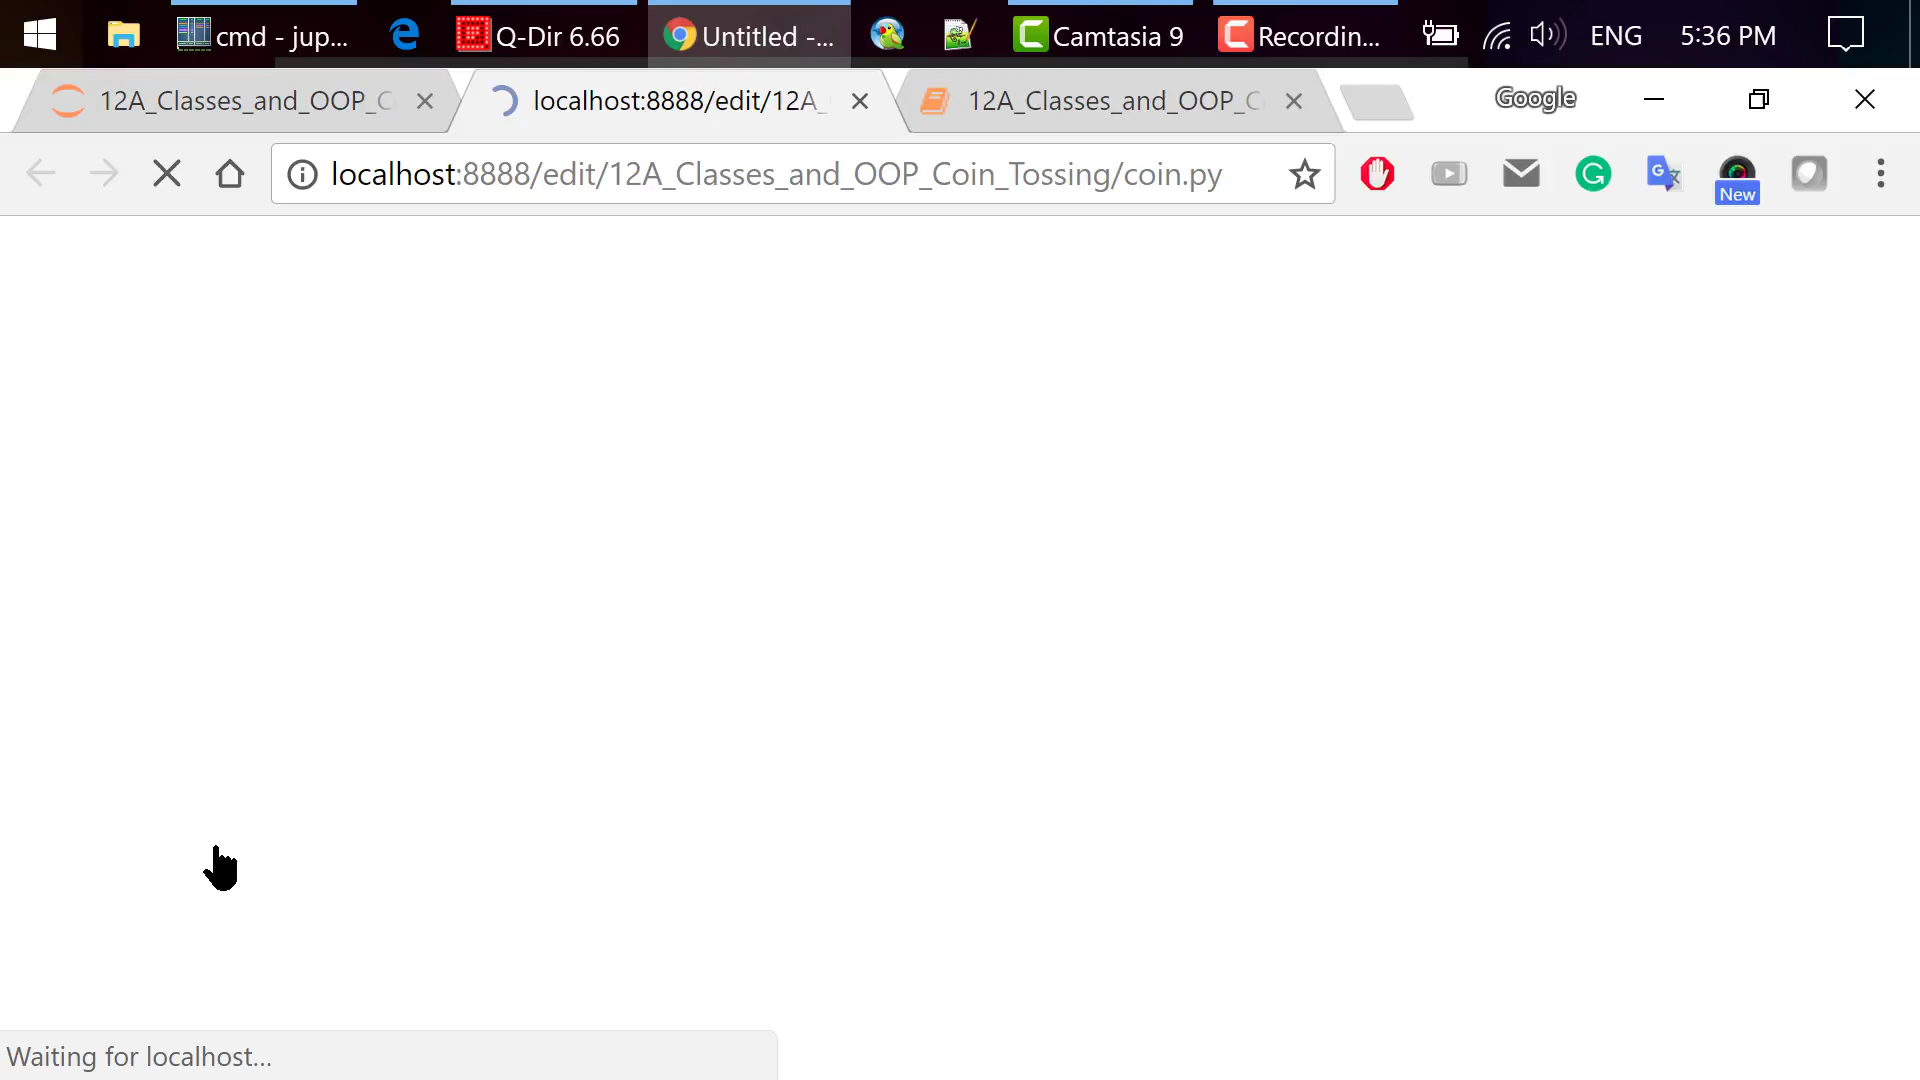 cmd - jup...
Q-Dir 6.66
Untitled -...
Camtasia 9
Recordin...
ENG
5:36 PM
12A_Classes_and_OOP_C
localhost:8888/edit/12A_
12A_Classes_and_OOP_C
Google
localhost:8888/edit/12A_Classes_and_OOP_Coin_Tossing/coin.py
New
Waiting for localhost...